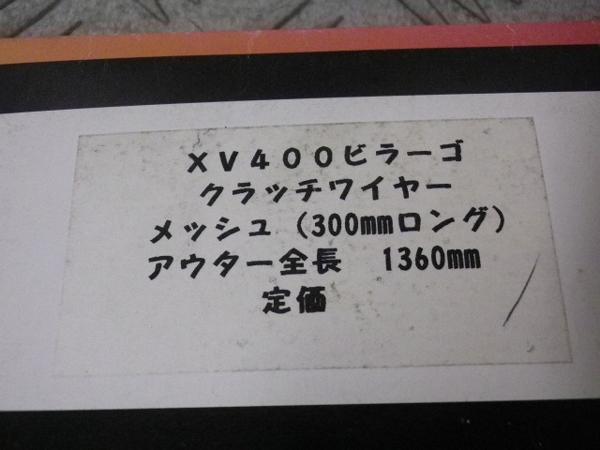 XV400ビラーゴ
クラッチワイヤー
メッシュ (300mmロング)
アウター全長 1360mm
定価